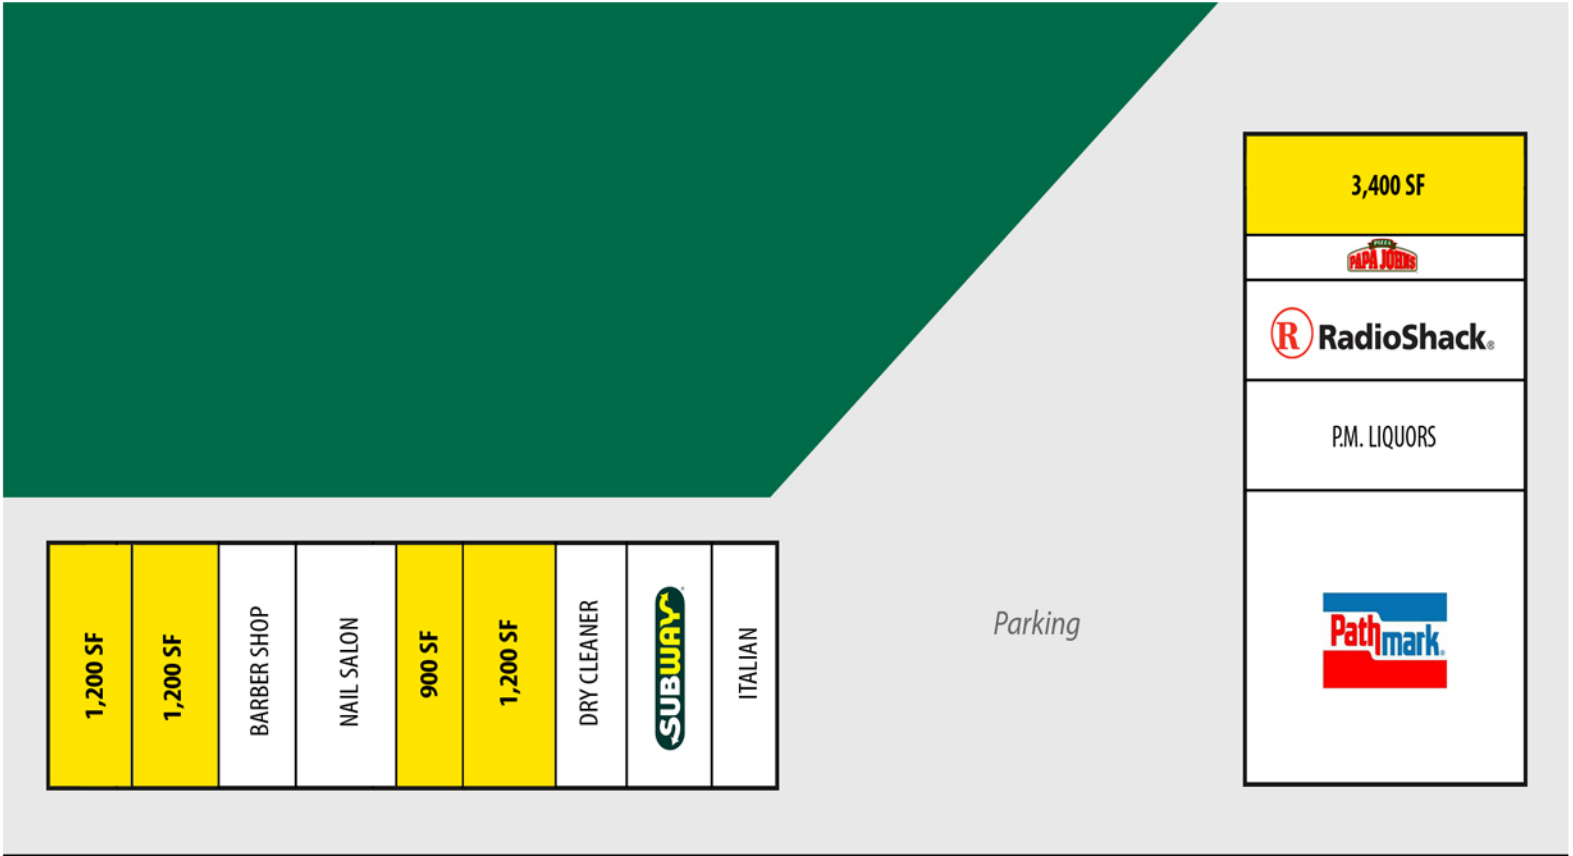 3,400 SF
PIZZA
PAPA JOHNS
R RadioShack®
P.M. LIQUORS
Pathmark®
Parking
1,200 SF
1,200 SF
BARBER SHOP
NAIL SALON
900 SF
1,200 SF
DRY CLEANER
SUBWAY
ITALIAN